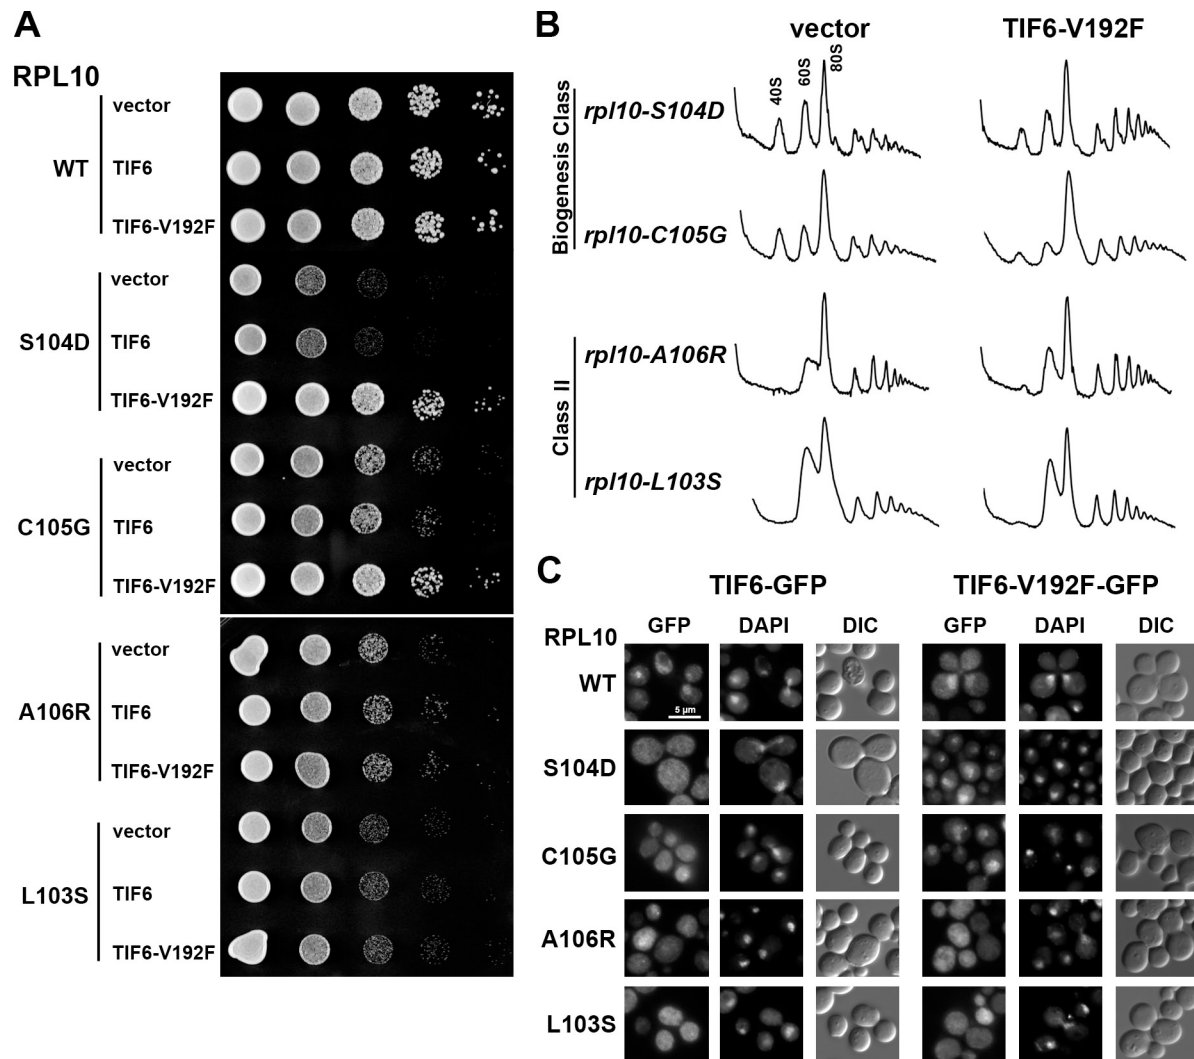 A
RPL10
WT
vector
TIF6
TIF6-V192F
S104D
vector
TIF6
TIF6-V192F
C105G
vector
TIF6
TIF6-V192F
A106R
vector
TIF6
TIF6-V192F
L103S
vector
TIF6
TIF6-V192F
B
vector
TIF6-V192F
40S
60S
80S
Biogenesis Class
rpl10-S104D
rpl10-C105G
Class II
rpl10-A106R
rpl10-L103S
C
TIF6-GFP
TIF6-V192F-GFP
RPL10
GFP
DAPI
DIC
GFP
DAPI
DIC
WT
5 µm
S104D
C105G
A106R
L103S